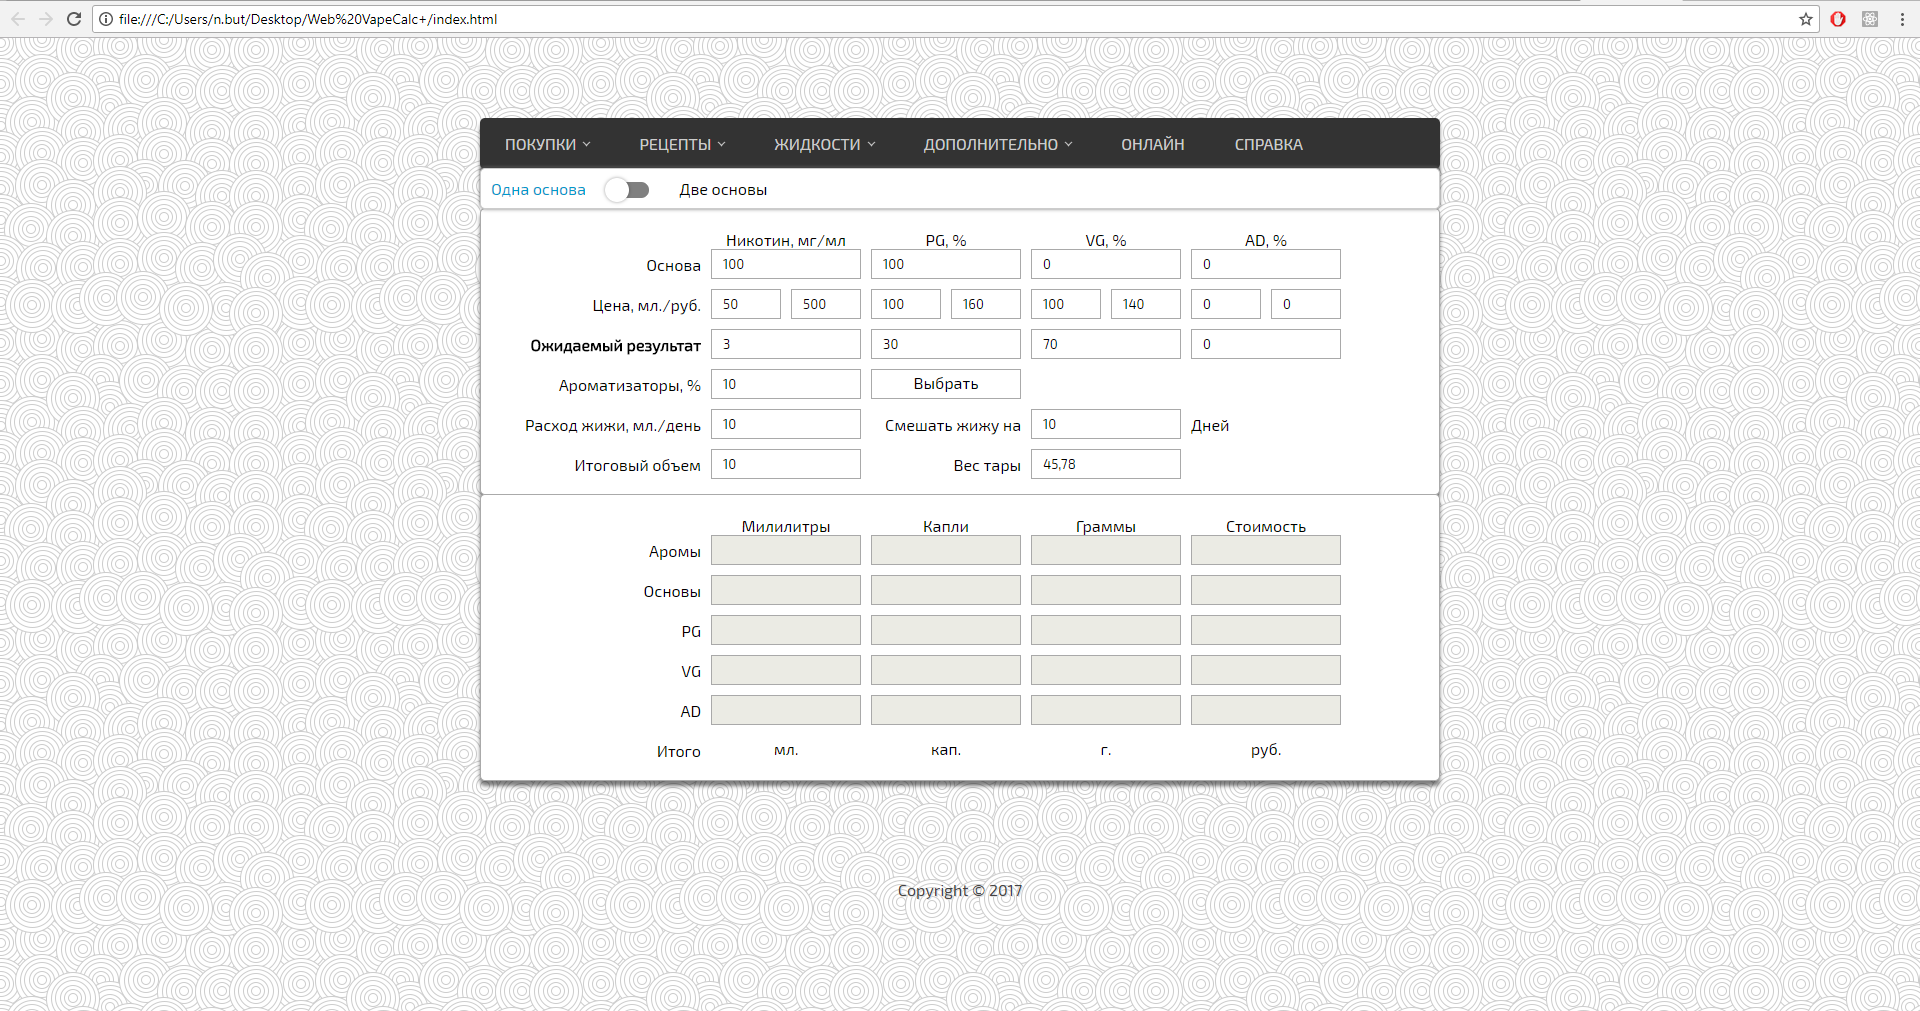 file:///C:/Users/n.but/Desktop/Web%20VapeCalc+/index.html
ПОКУПКИ РЕЦЕПТЫ ЖИДКОСТИ ДОПОЛНИТЕЛЬНО ОНЛАЙН СПРАВКА
Одна основа Две основы
Никотин, мг/мл PG, % VG, % AD, %
Основа 100 100 0 0
Цена, мл./руб. 50 500 100 160 100 140 0 0
Ожидаемый результат 3 30 70 0
Ароматизаторы, % 10 Выбрать
Расход жижи, мл./день 10 Смешать жижу на 10 Дней
Итоговый объем 10 Вес тары 45,78
Милилитры Капли Граммы Стоимость
Аромы
Основы
PG
VG
AD
Итого мл. кап. г. руб.
Copyright © 2017